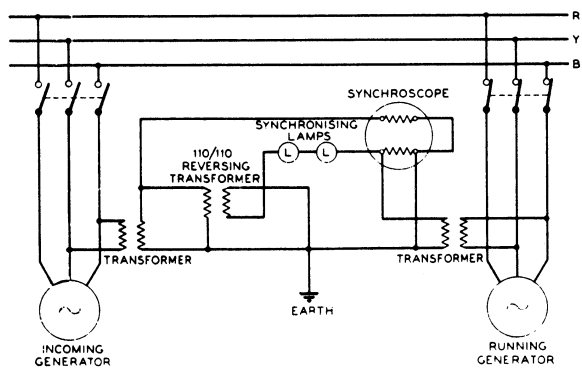 R
Y
B
SYNCHROSCOPE
SYNCHRONISING
LAMPS
L L
110/110
REVERSING
TRANSFORMER
TRANSFORMER
TRANSFORMER
EARTH
INCOMING
GENERATOR
RUNNING
GENERATOR